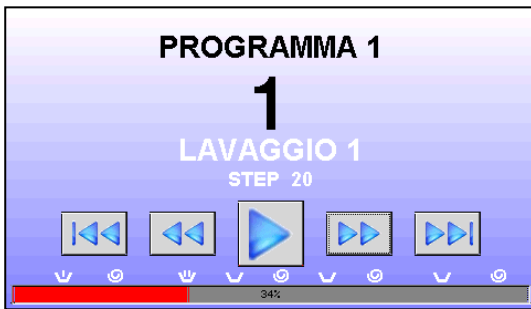 PROGRAMMA 1
1
LAVAGGIO 1
STEP 20
34%